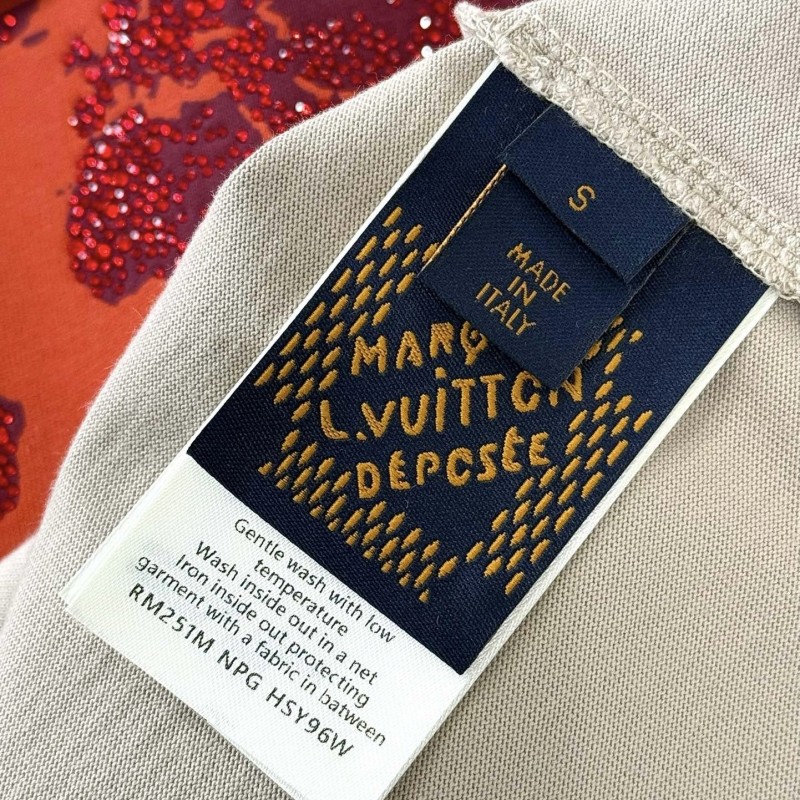 S
MADE
IN
ITALY
MARQ
L.VUITTON
DEPOSEE
Gentle wash with low
temperature
Wash inside out in a net
Iron inside out protecting
garment with a fabric in batween
RM251M NPG HSY96W